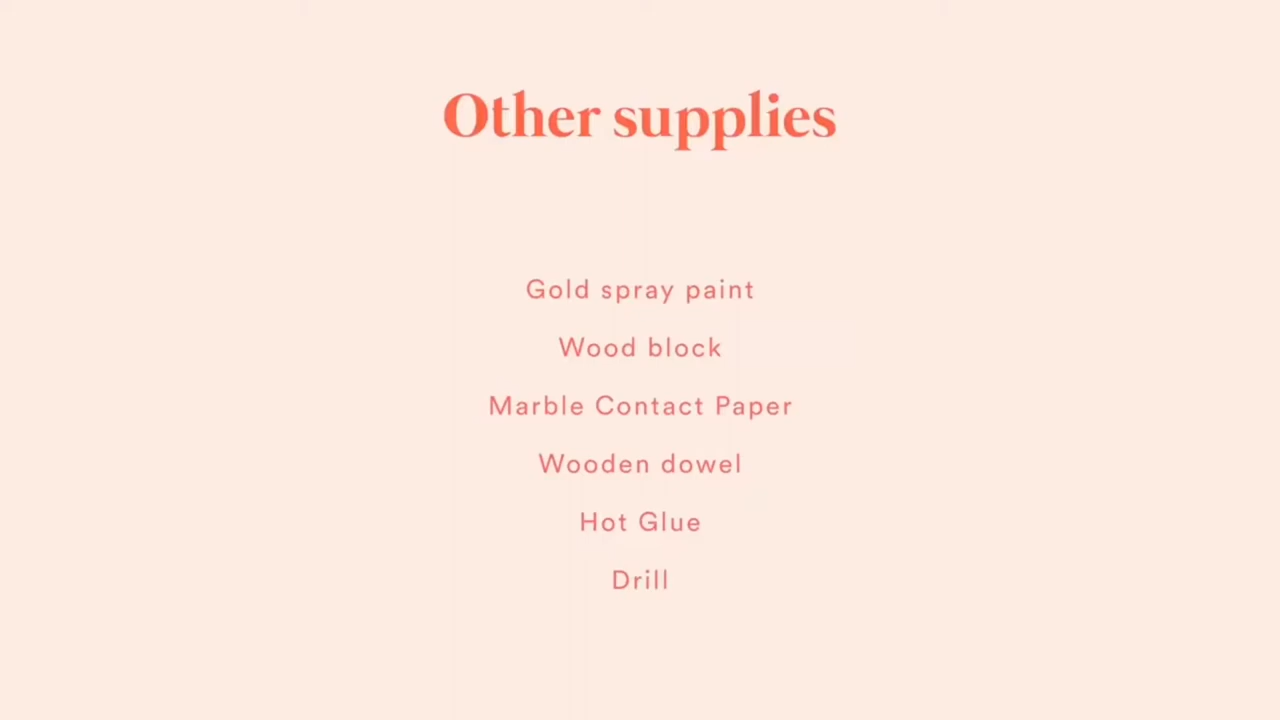 Other supplies
Gold spray paint
Wood block
Marble Contact Paper
Wooden dowel
Hot Glue
Drill